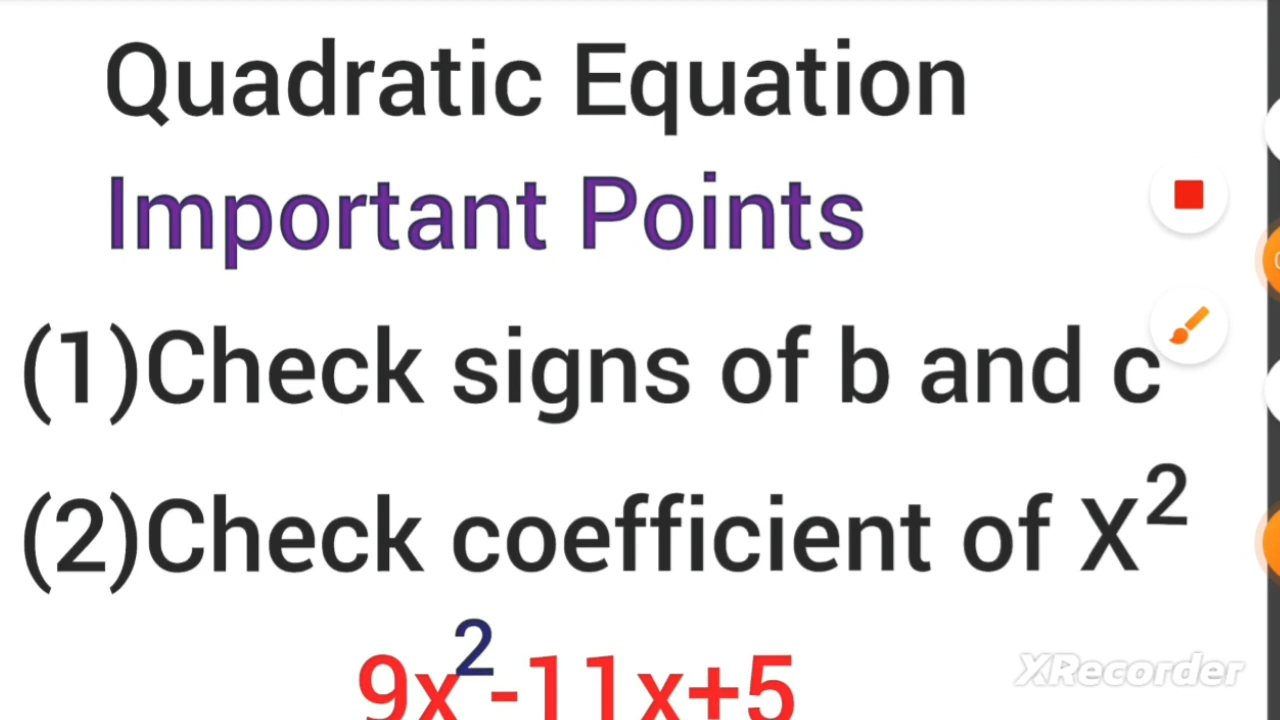 Quadratic Equation
Important Points
(1)Check signs of b and c
(2)Check coefficient of X²
9x²-11x+5
XRecorder